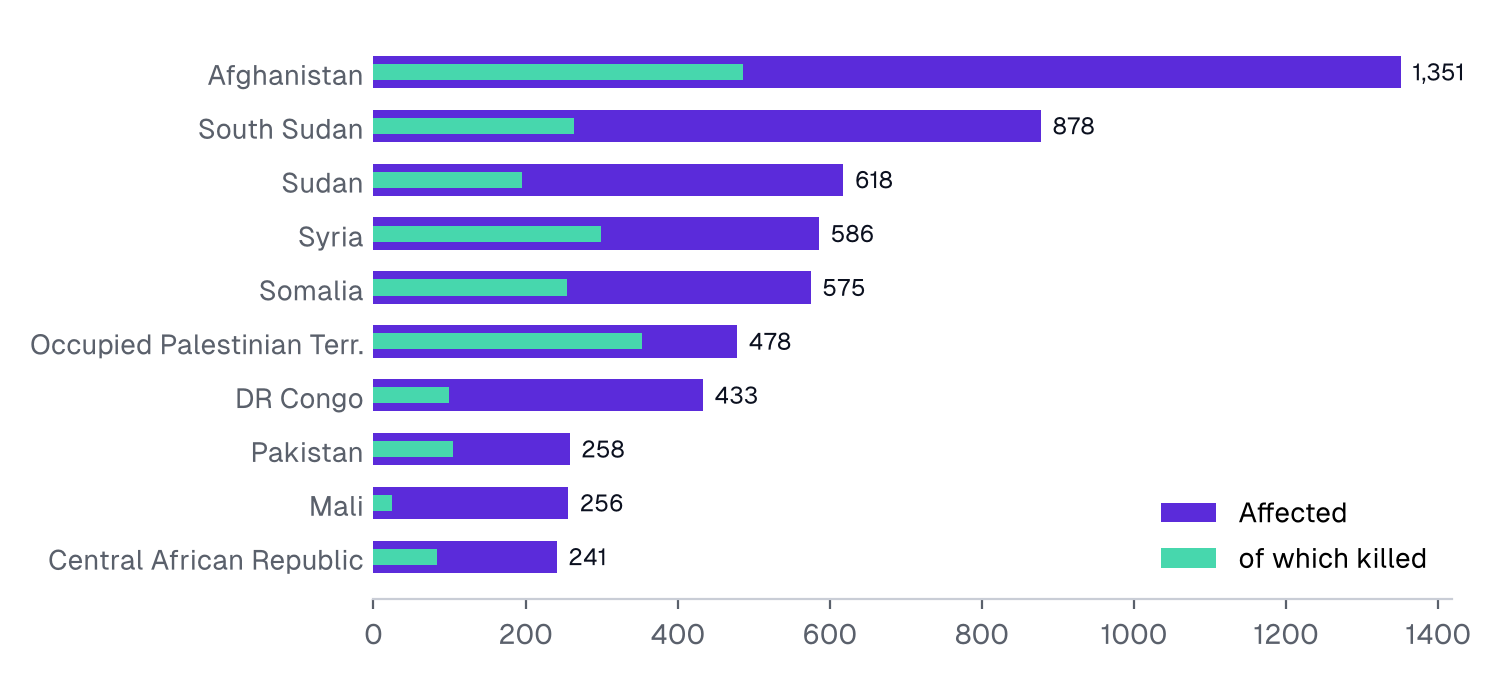 Afghanistan 1,351
South Sudan 878
Sudan 618
Syria 586
Somalia 575
Occupied Palestinian Terr. 478
DR Congo 433
Pakistan 258
Mali 256
Central African Republic 241
Affected
of which killed
0 200 400 600 800 1000 1200 1400